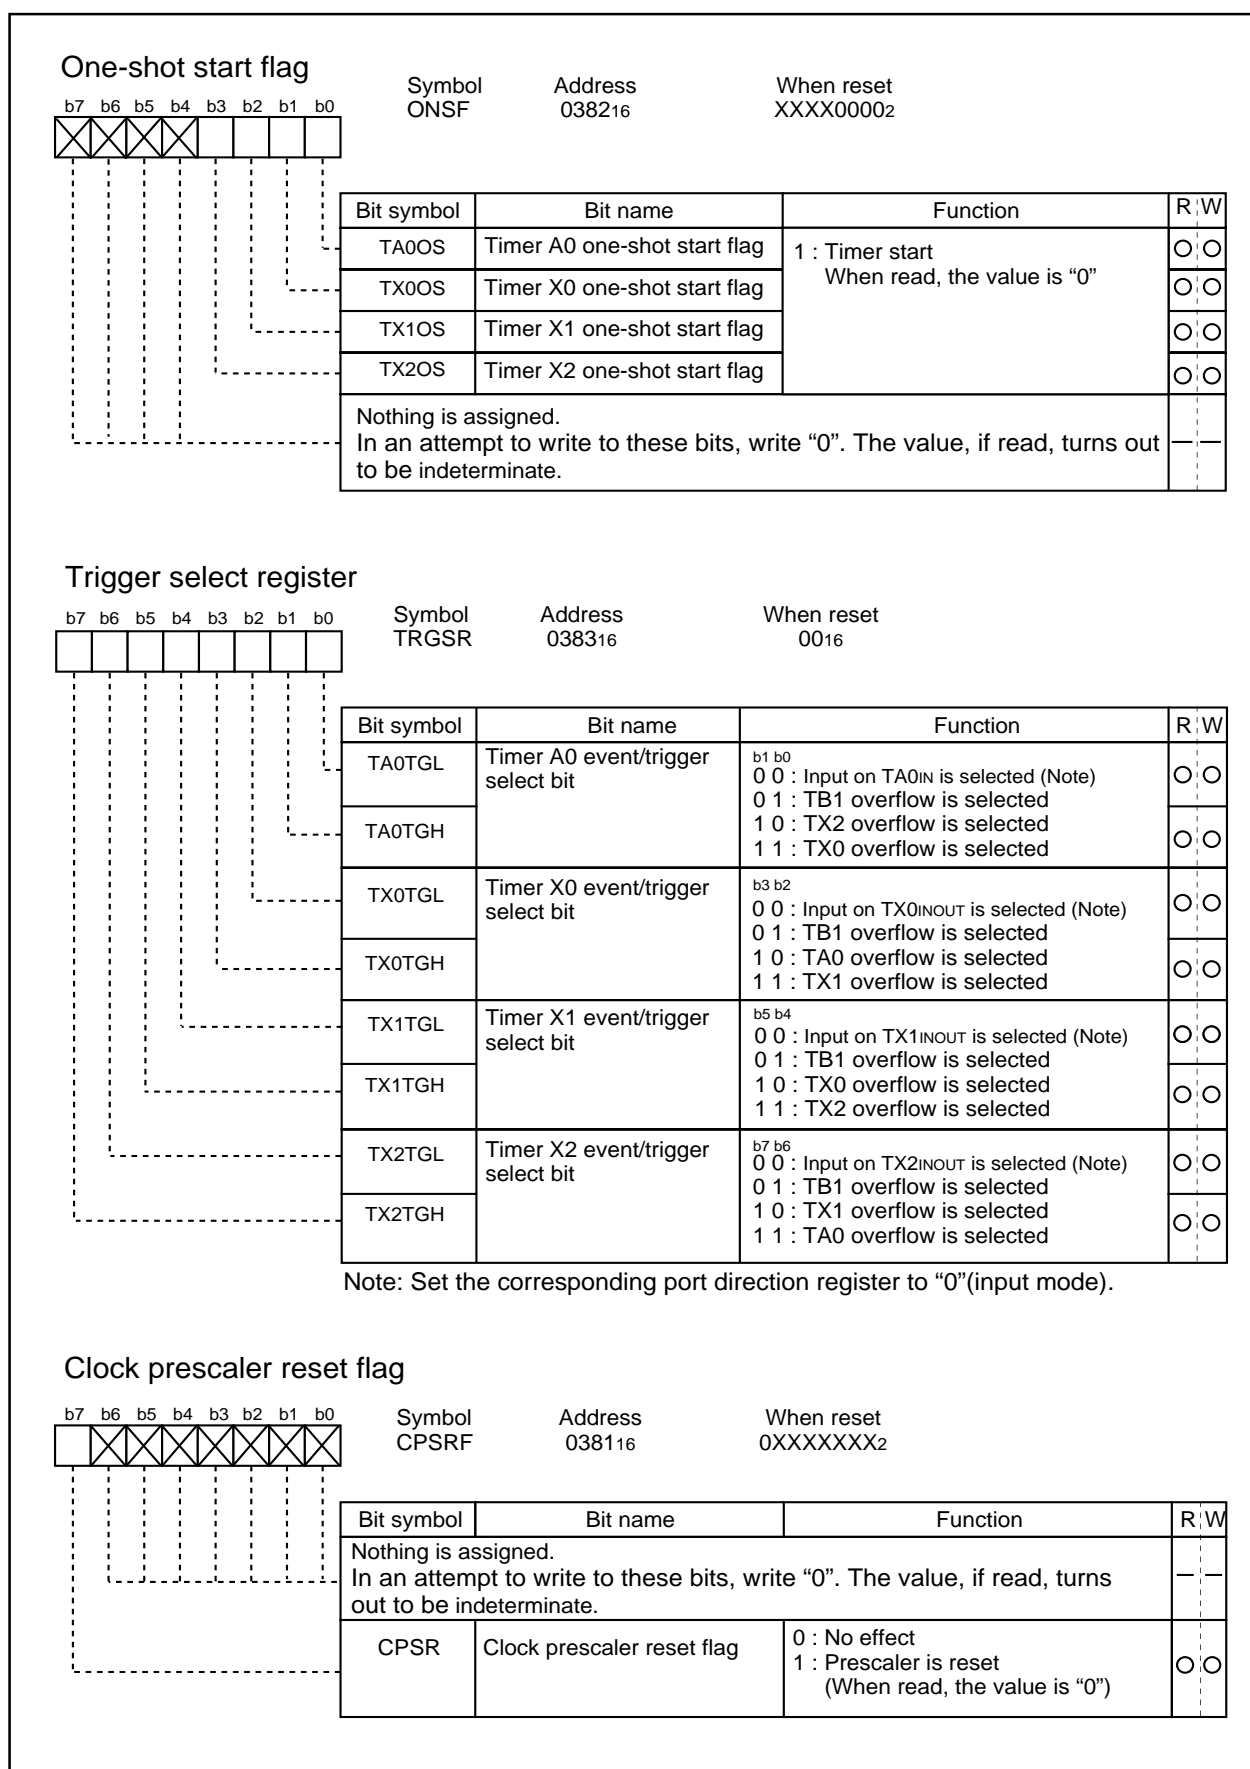 One-shot start flag
Symbol Address When reset
ONSF 038216 XXXX00002
b7 b6 b5 b4 b3 b2 b1 b0
Bit symbol Bit name Function R W
TA0OS Timer A0 one-shot start flag 1 : Timer start
When read, the value is “0”
TX0OS Timer X0 one-shot start flag
TX1OS Timer X1 one-shot start flag
TX2OS Timer X2 one-shot start flag
Nothing is assigned.
In an attempt to write to these bits, write “0”. The value, if read, turns out
to be indeterminate.
Trigger select register
b7 b6 b5 b4 b3 b2 b1 b0
Symbol Address When reset
TRGSR 038316 0016
Bit symbol Bit name Function R W
TA0TGL Timer A0 event/trigger
select bit
b1 b0
0 0 : Input on TA0IN is selected (Note)
0 1 : TB1 overflow is selected
TA0TGH 1 0 : TX2 overflow is selected
1 1 : TX0 overflow is selected
TX0TGL Timer X0 event/trigger
select bit
b3 b2
0 0 : Input on TX0INOUT is selected (Note)
0 1 : TB1 overflow is selected
TX0TGH 1 0 : TA0 overflow is selected
1 1 : TX1 overflow is selected
TX1TGL Timer X1 event/trigger
select bit
b5 b4
0 0 : Input on TX1INOUT is selected (Note)
0 1 : TB1 overflow is selected
TX1TGH 1 0 : TX0 overflow is selected
1 1 : TX2 overflow is selected
TX2TGL Timer X2 event/trigger
select bit
b7 b6
0 0 : Input on TX2INOUT is selected (Note)
0 1 : TB1 overflow is selected
TX2TGH 1 0 : TX1 overflow is selected
1 1 : TA0 overflow is selected
Note: Set the corresponding port direction register to “0”(input mode).
Clock prescaler reset flag
b7 b6 b5 b4 b3 b2 b1 b0
Symbol Address When reset
CPSRF 038116 0XXXXXXX2
Bit symbol Bit name Function R W
Nothing is assigned.
In an attempt to write to these bits, write “0”. The value, if read, turns
out to be indeterminate.
CPSR Clock prescaler reset flag 0 : No effect
1 : Prescaler is reset
(When read, the value is “0”)